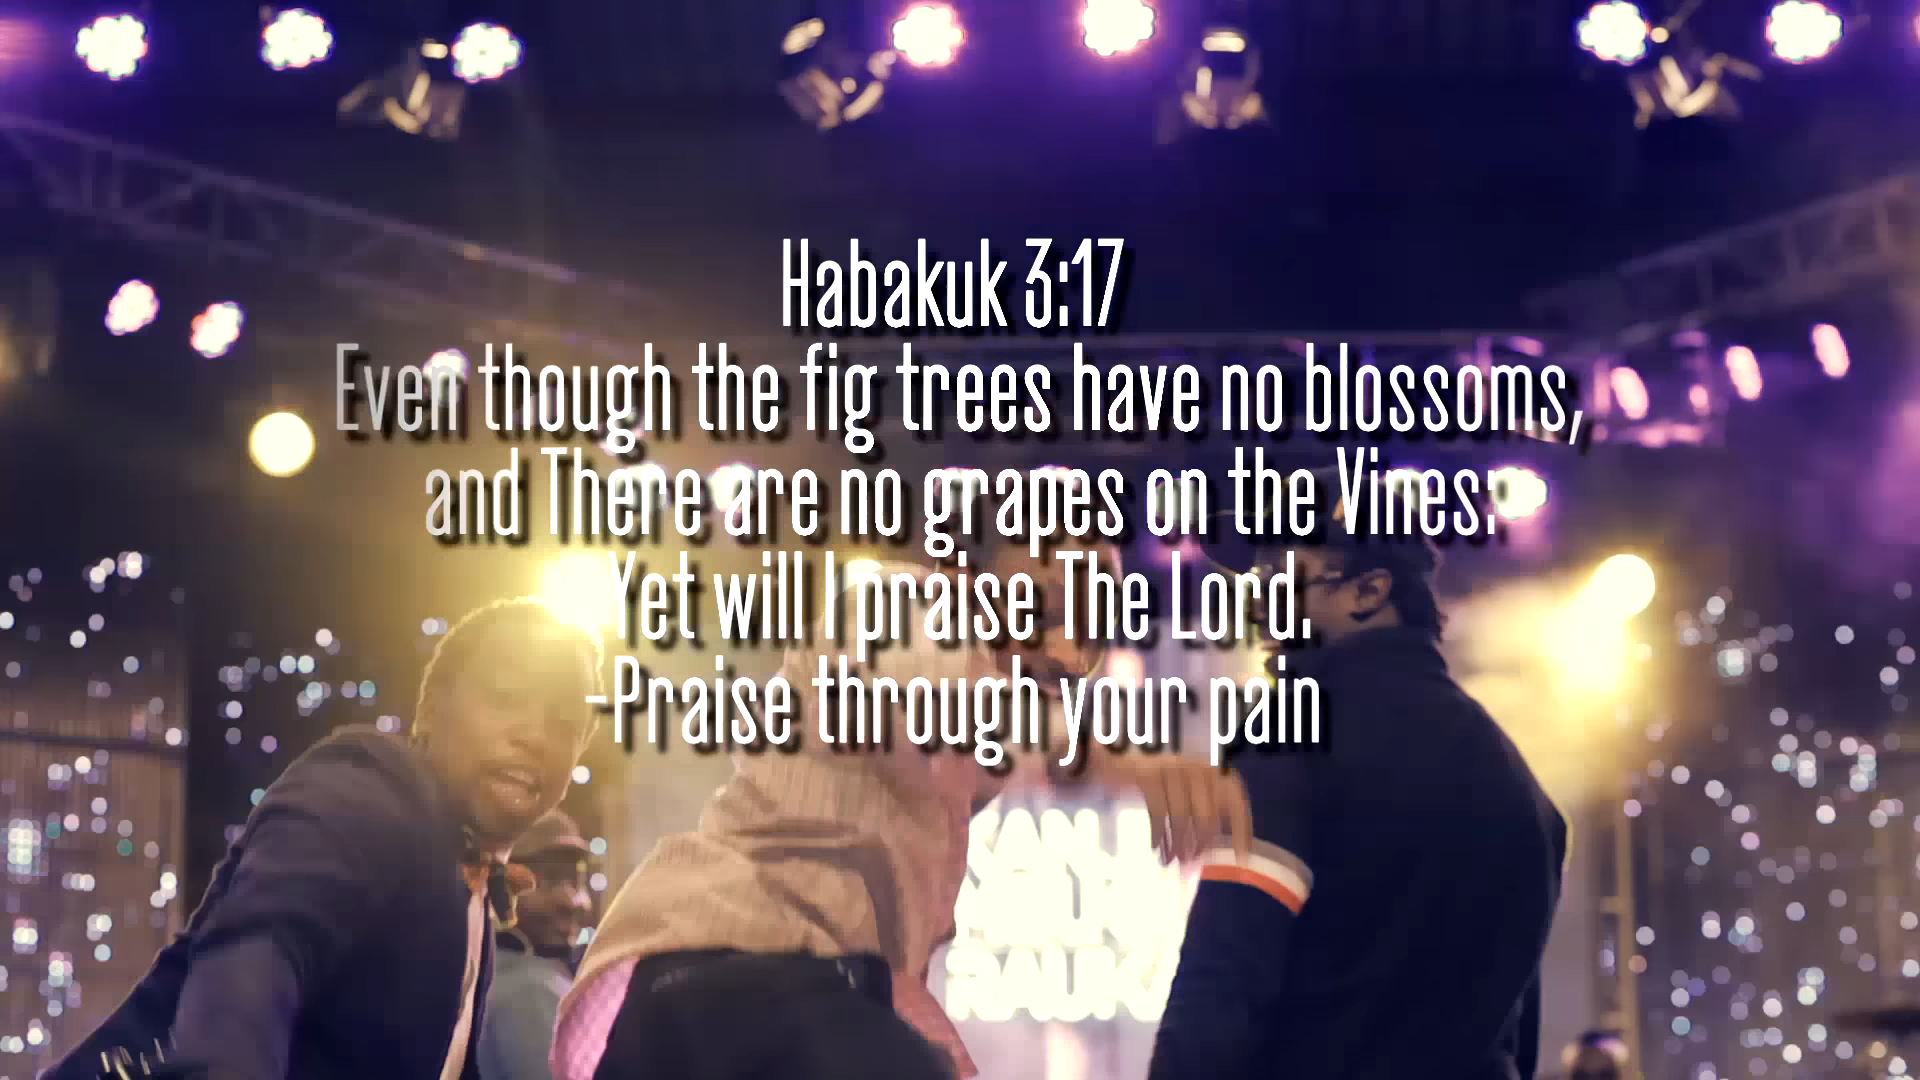 Habakuk 3:17
Even though the fig trees have no blossoms,
and There are no grapes on the Vines:
Yet will I praise The Lord.
-Praise through your pain